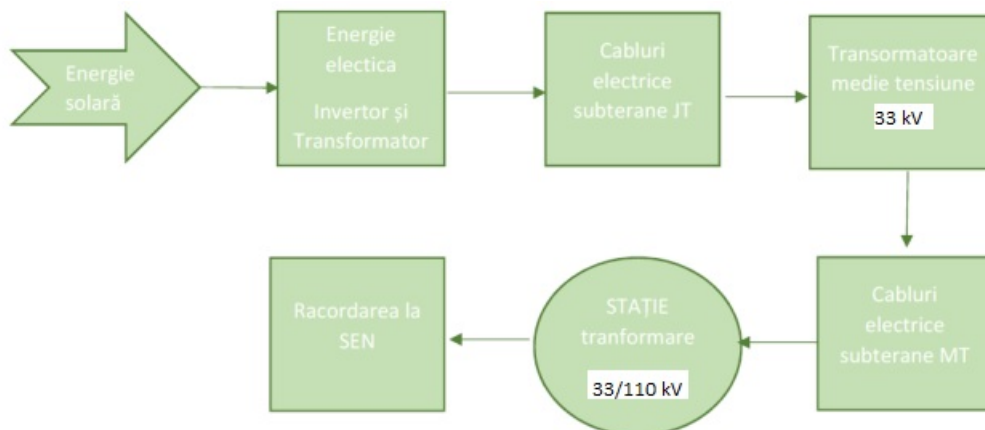 Energie
solară
Energie
electica
Invertor și
Transformator
Cabluri
electrice
subterane JT
Transormatoare
medie tensiune
33 kV
Cabluri
electrice
subterane MT
STAȚIE
tranformare
33/110 kV
Racordarea la
SEN